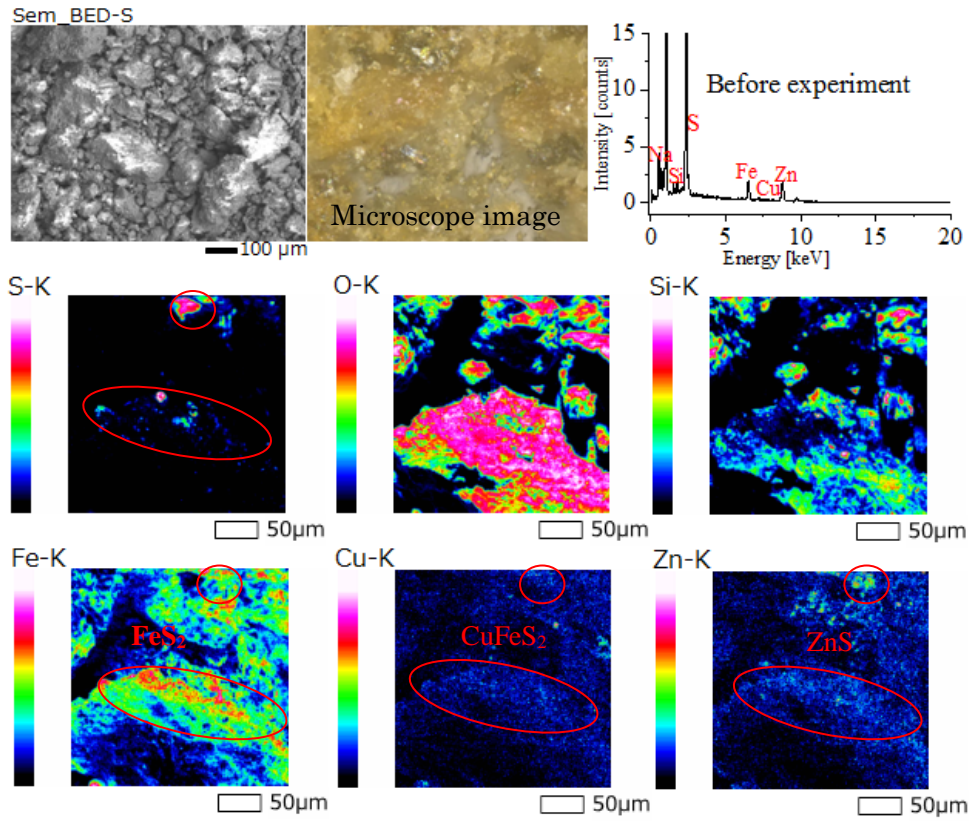 Sem_BED-S
Microscope image
100 μm
15
10
5
0
Intensity [counts]
Before experiment
Na
Si
S
Fe
Cu
Zn
0 5 10 15 20
Energy [keV]
S-K
50μm
O-K
50μm
Si-K
50μm
Fe-K
FeS₂
50μm
Cu-K
CuFeS₂
50μm
Zn-K
ZnS
50μm